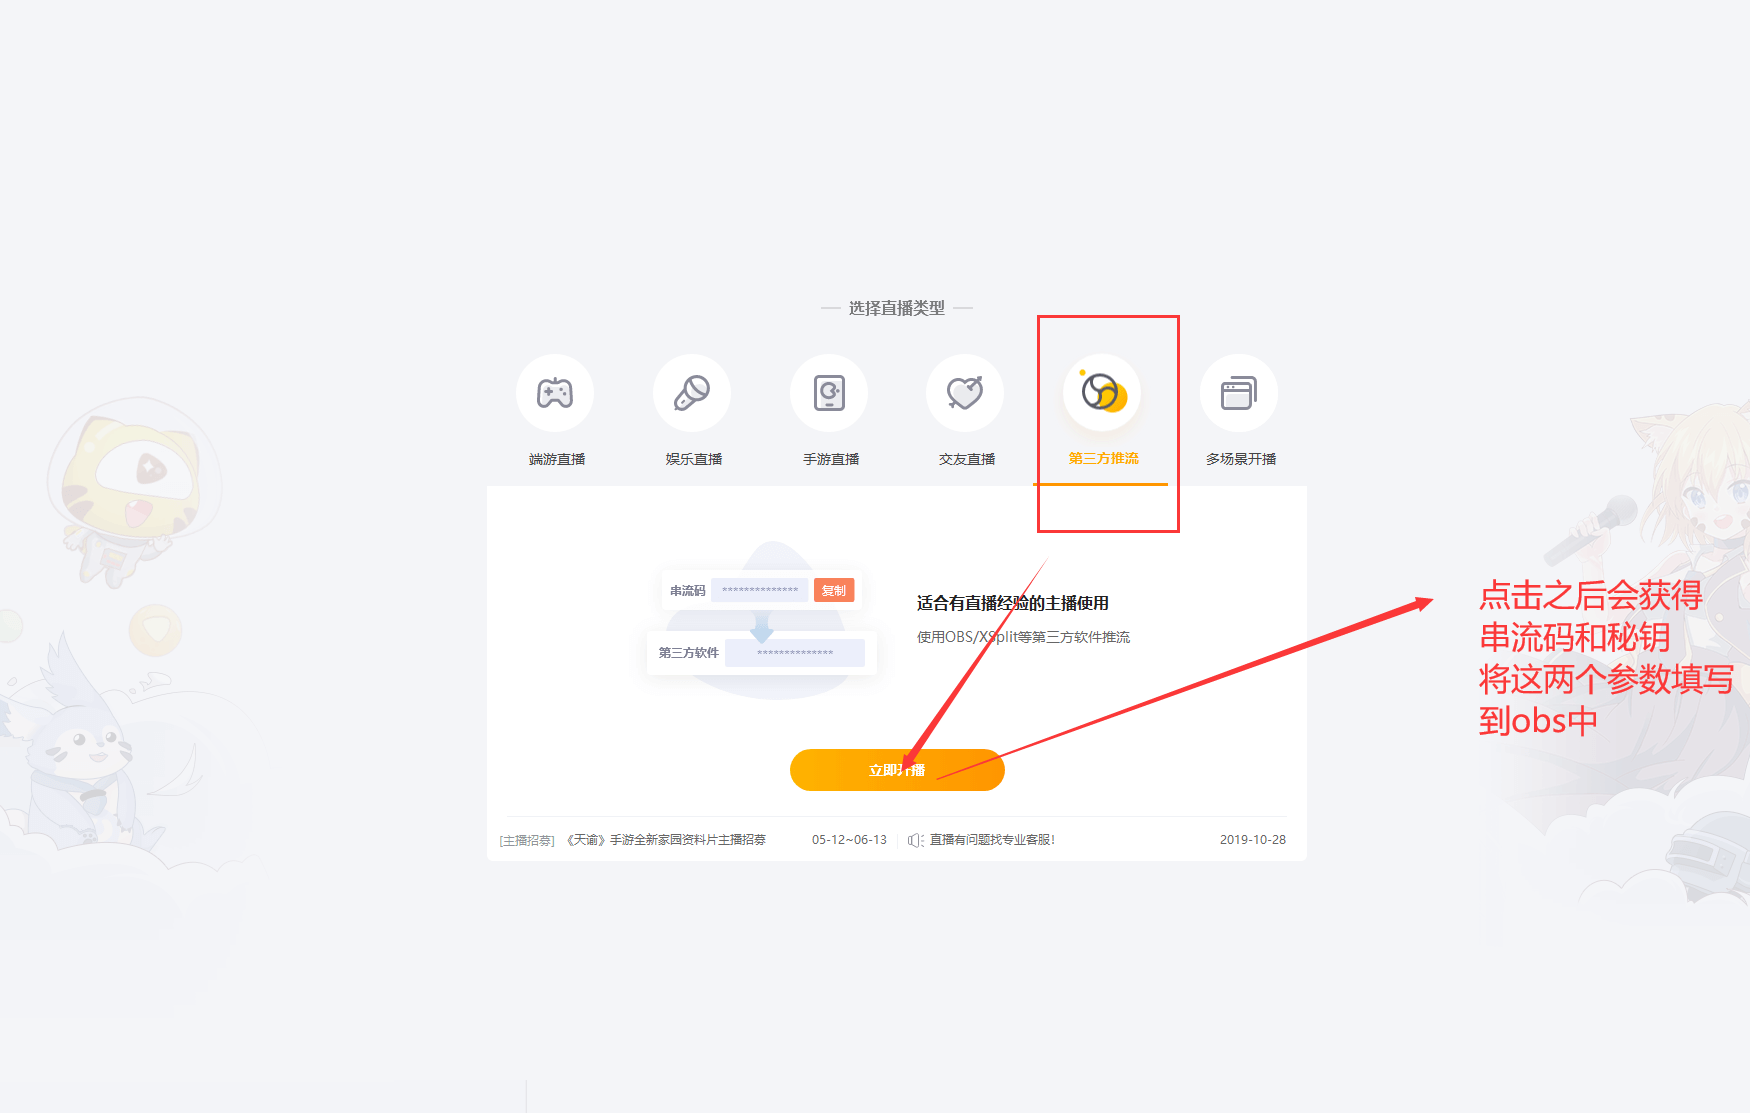 选择直播类型
端游直播
娱乐直播
手游直播
交友直播
第三方推流
多场景开播
串流码 ************** 复制
第三方软件 **************
适合有直播经验的主播使用
使用OBS/XSplit等第三方软件推流
点击之后会获得
串流码和秘钥
将这两个参数填写
到obs中
立即开播
[主播招募] 《天谕》手游全新家园资料片主播招募 05-12~06-13 直播有问题找专业客服! 2019-10-28